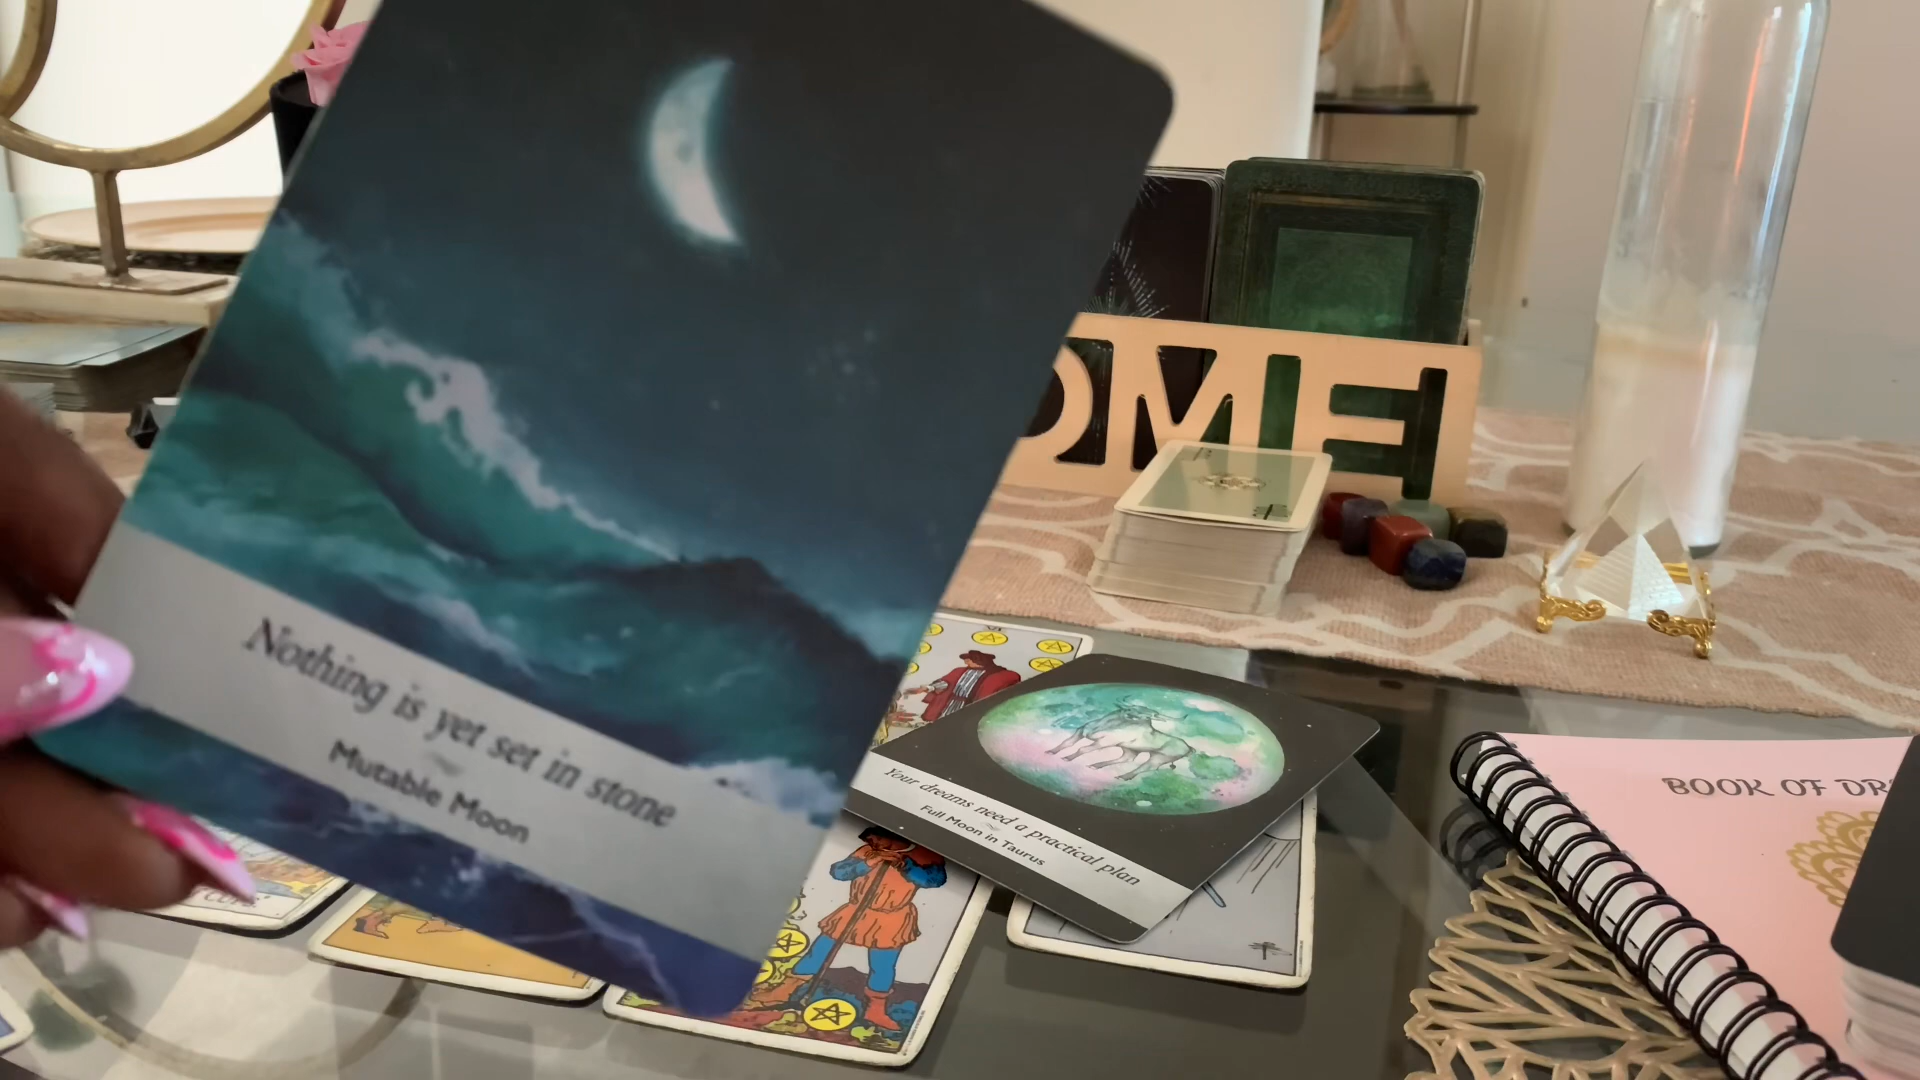 Nothing is yet set in stone
Mutable Moon
OME
Your dreams need a practical plan
Full Moon in Taurus
BOOK OF
CUPS.